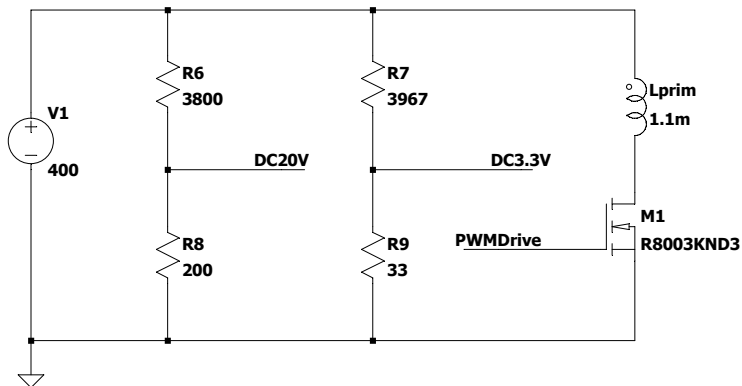 V1
400
R6
3800
R7
3967
Lprim
1.1m
DC20V
DC3.3V
R8
200
R9
33
PWMDrive
M1
R8003KND3